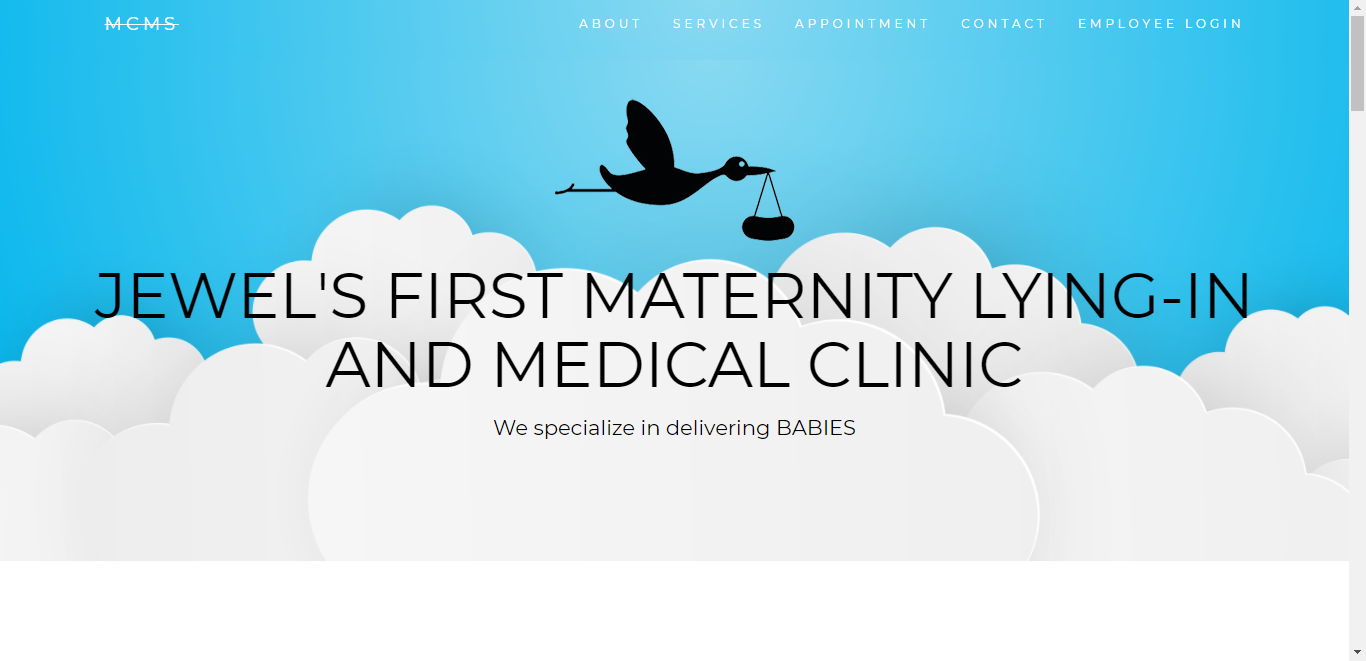 MCMS
ABOUT SERVICES APPOINTMENT CONTACT EMPLOYEE LOGIN
JEWEL'S FIRST MATERNITY LYING-IN
AND MEDICAL CLINIC
We specialize in delivering BABIES